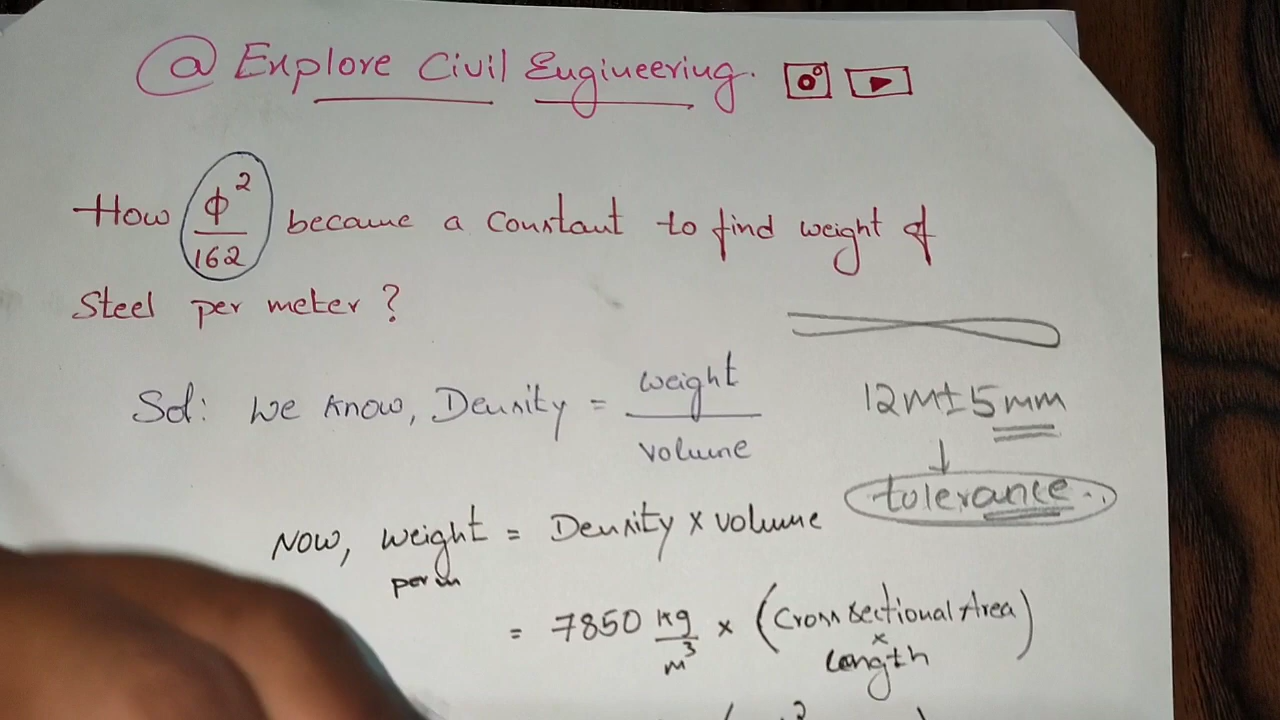 @ Explore Civil Engineering.
How ϕ²/162 became a constant to find weight of
Steel per meter ?
Sol: we know, Density = weight/volume
12m±5mm
↓
tolerance..
Now, weight = Density × volume
per m
= 7850 kg/m³ × (Cross sectional Area)
×
Length